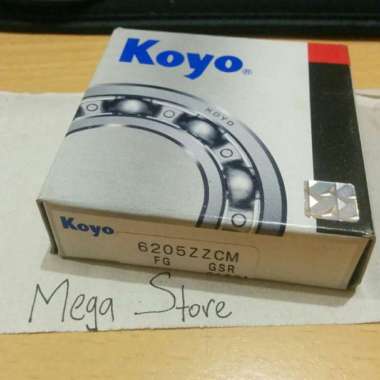 Koyo®
KOYO
Koyo
6205ZZCM
FG GSR
Mega Store